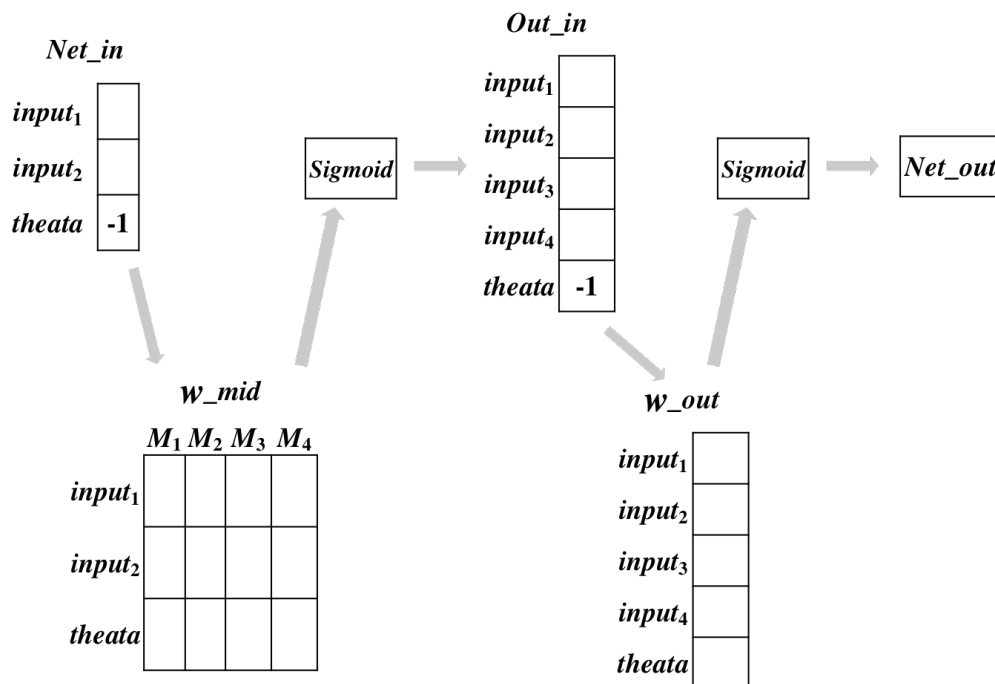 Net_in
input1
input2
theata -1
Sigmoid
w_mid
M1 M2 M3 M4
input1
input2
theata
Out_in
input1
input2
input3
input4
theata -1
Sigmoid
Net_out
w_out
input1
input2
input3
input4
theata